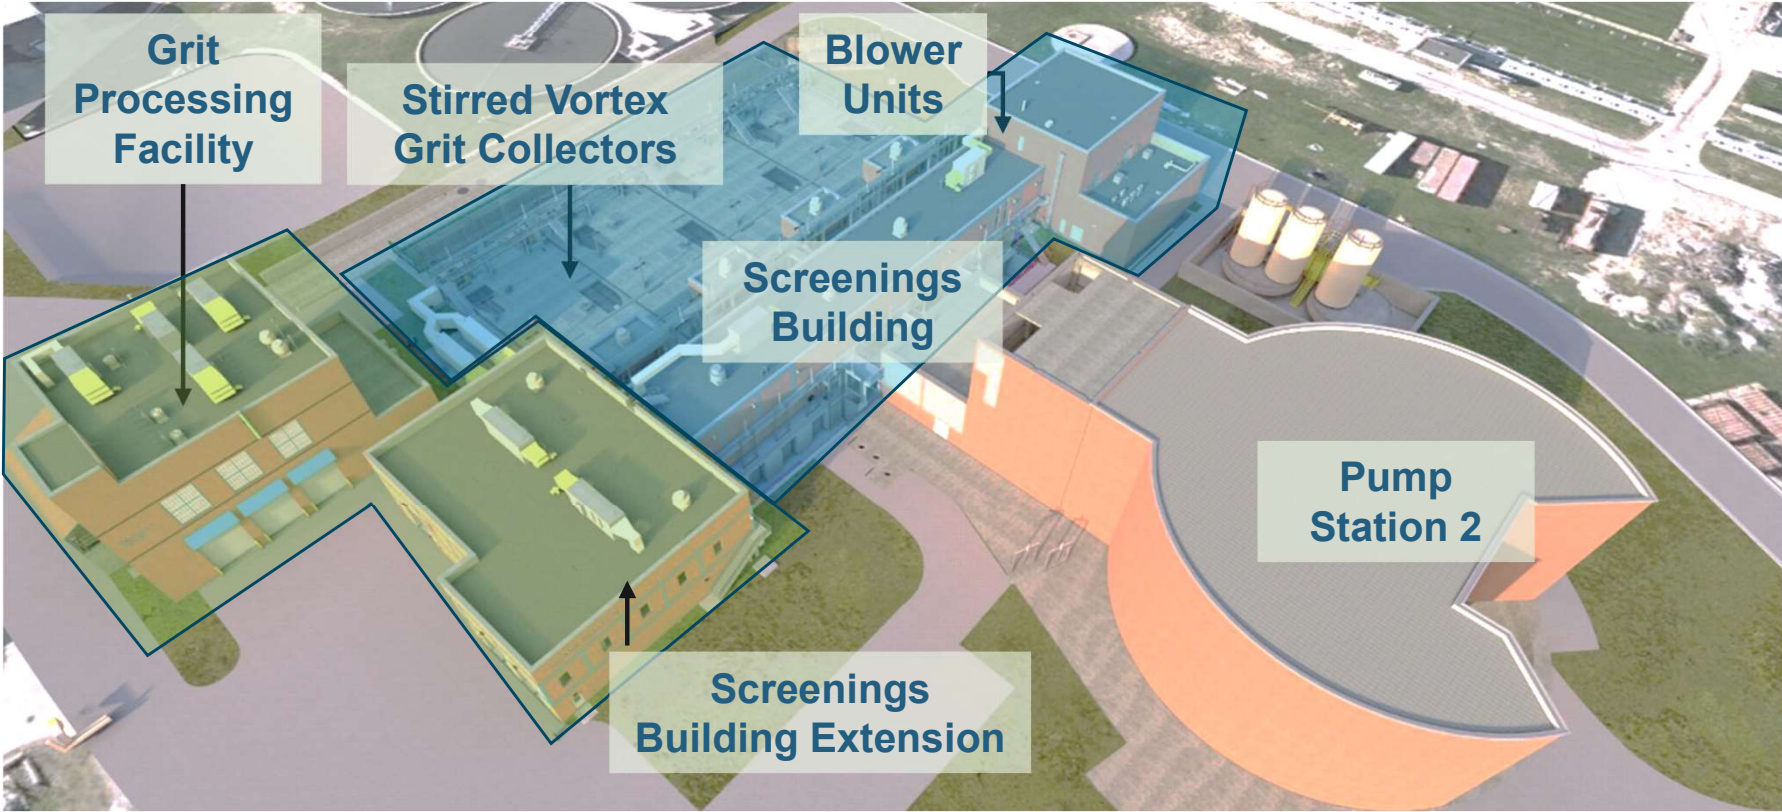 Grit
Processing
Facility
Stirred Vortex
Grit Collectors
Blower
Units
Screenings
Building
Pump
Station 2
Screenings
Building Extension